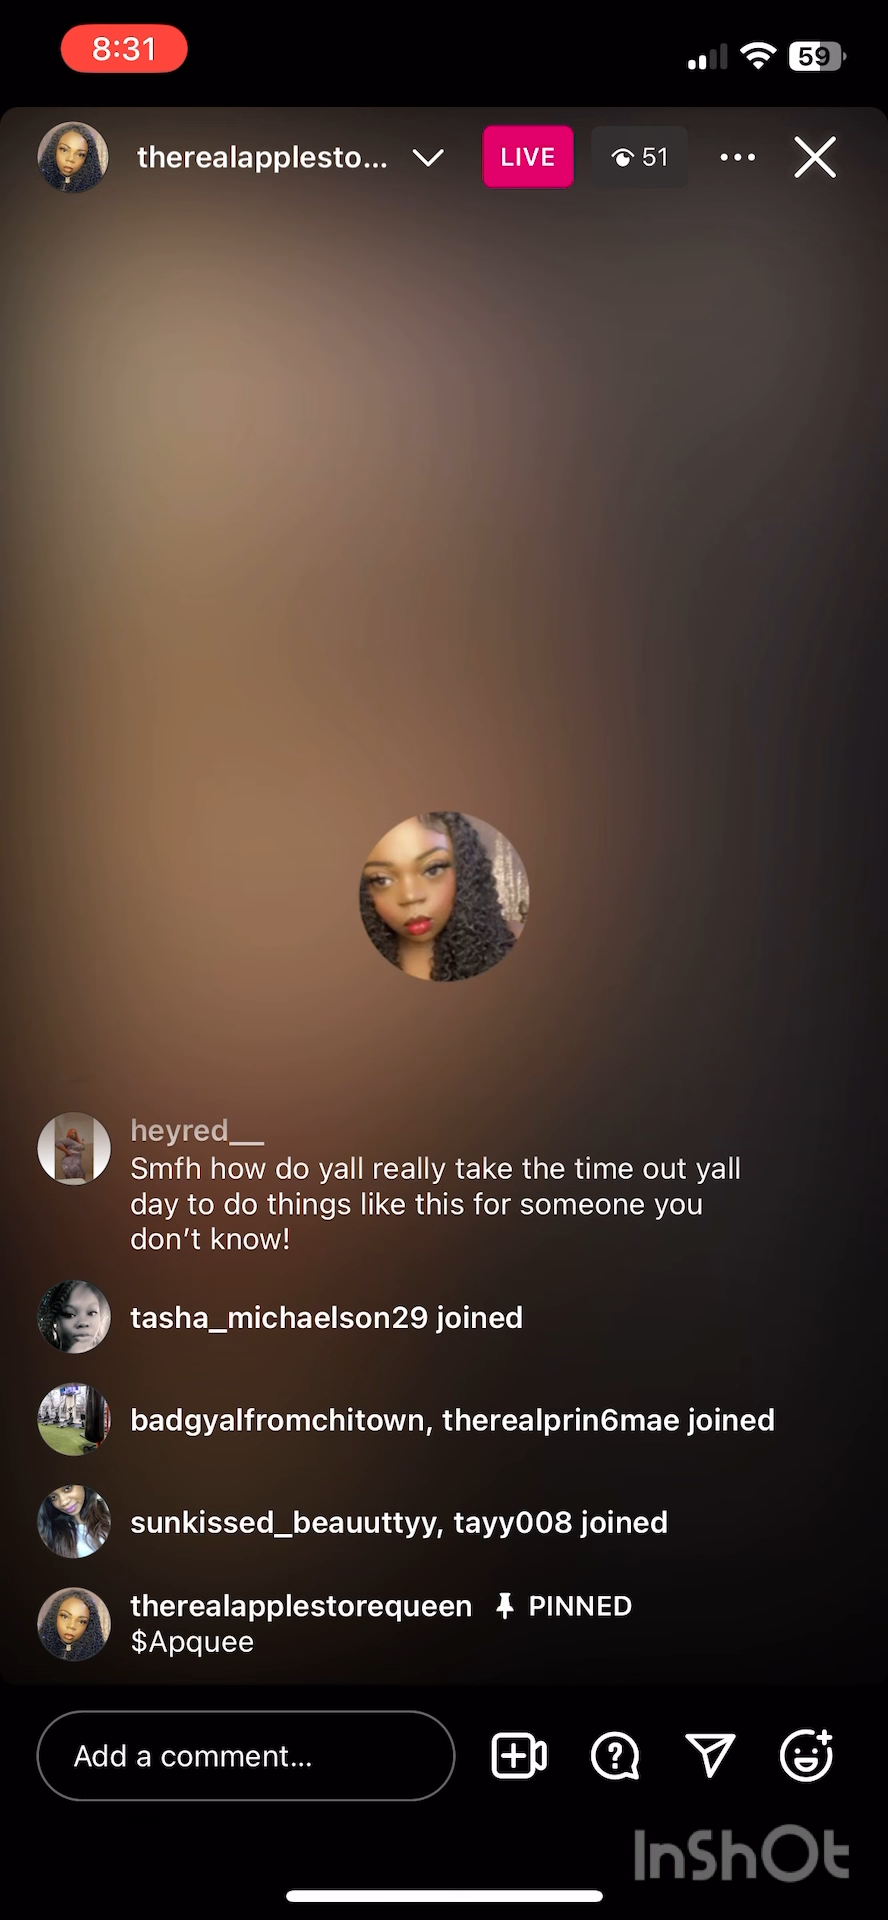 8:31
59
therealapplesto...
LIVE
51
heyred__
Smfh how do yall really take the time out yall
day to do things like this for someone you
don’t know!
tasha_michaelson29 joined
badgyalfromchitown, therealprin6mae joined
sunkissed_beauuttyy, tayy008 joined
therealapplestorequeen PINNED
$Apquee
Add a comment...
InShOt